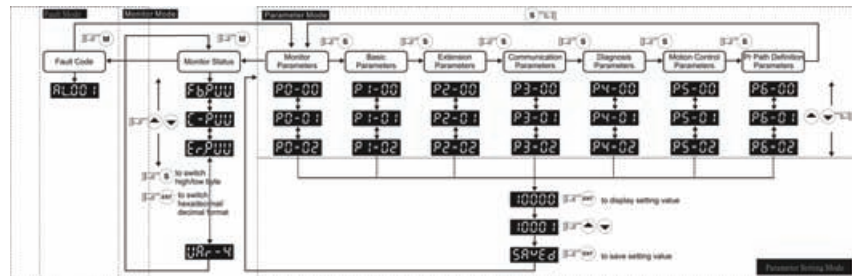 Fault Mode
Monitor Mode
Parameter Mode
S
M
M
S
S
S
S
S
S
Fault Code
Monitor Status
Monitor Parameters
Basic Parameters
Extension Parameters
Communication Parameters
Diagnosis Parameters
Motion Control Parameters
Pr Path Definition Parameters
AL001
FbPUU
P0-00
P1-00
P2-00
P3-00
P4-00
P5-00
P6-00
C-PUU
P0-01
P1-01
P2-01
P3-01
P4-01
P5-01
P6-01
ErPUU
P0-02
P1-02
P2-02
P3-02
P4-02
P5-02
P6-02
S to switch
high/low byte
to switch
hexadecimal/
decimal format
10000
to display setting value
10001
VAr-4
SAvEd
to save setting value
Parameter Setting Mode